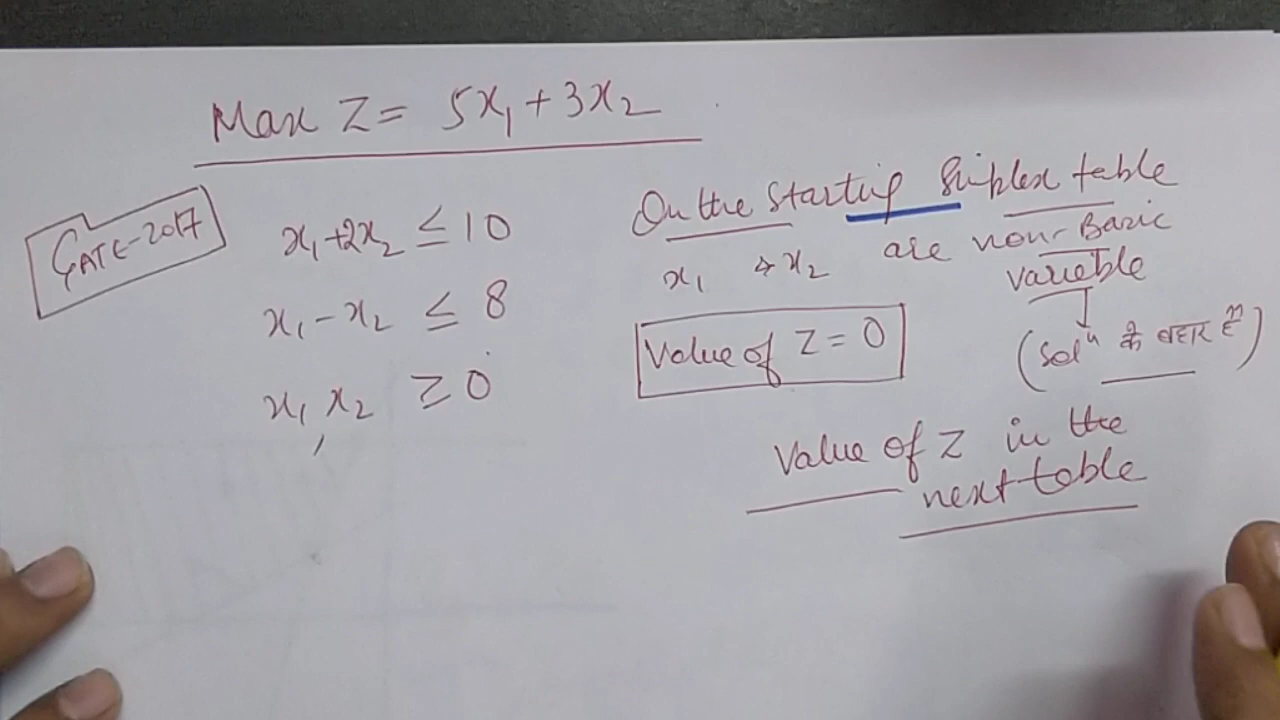 Max Z = 5x₁ + 3x₂
GATE-2017
x₁ + 2x₂ ≤ 10
x₁ - x₂ ≤ 8
x₁, x₂ ≥ 0
On the starting Simplex table
x₁ & x₂ are non-Basic
variable
(Solⁿ के बाहर हैं)
Value of Z = 0
Value of Z in the
next table